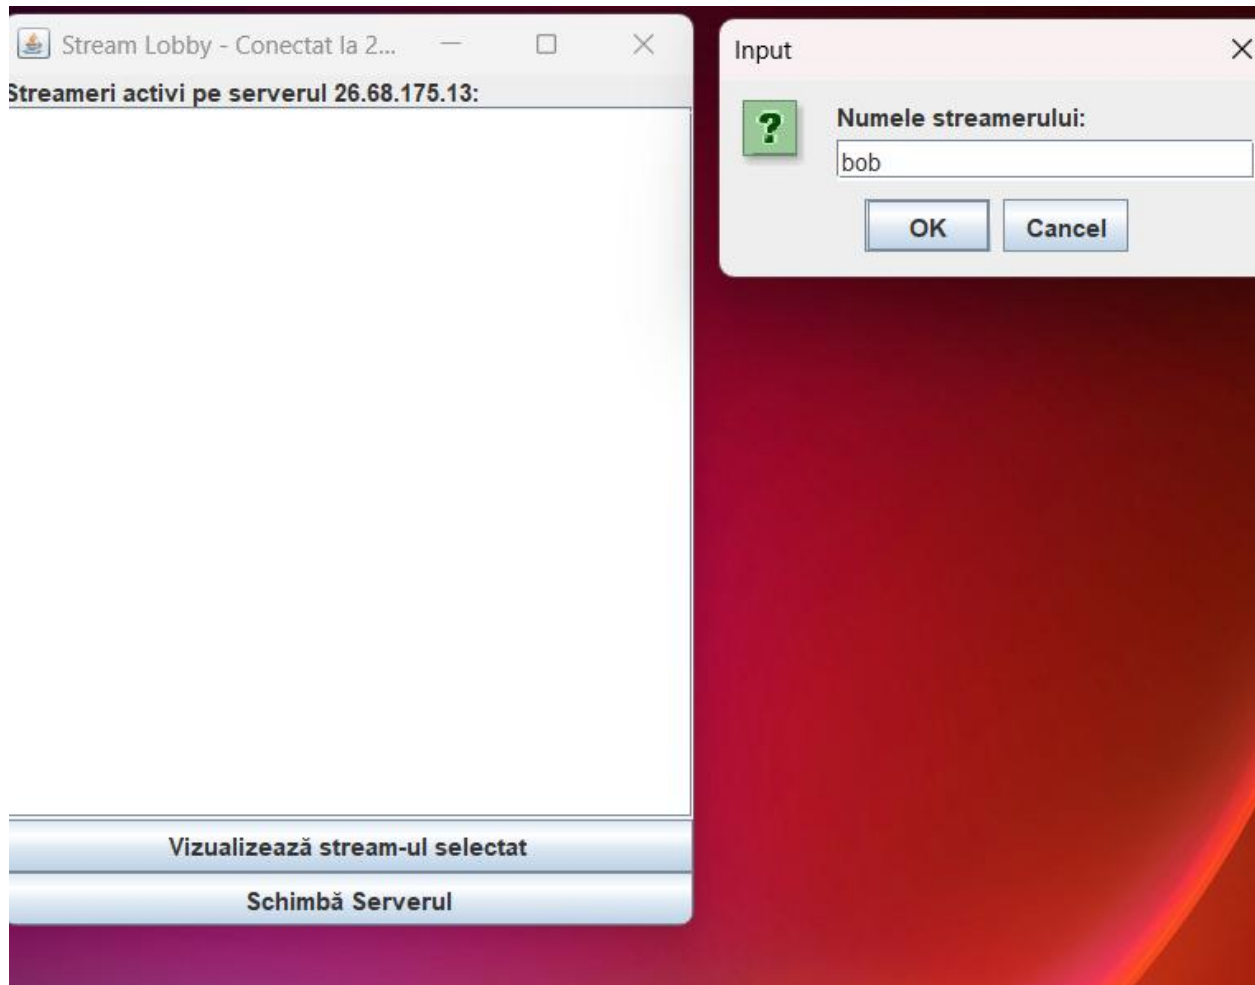 Stream Lobby - Conectat la 2...
Streameri activi pe serverul 26.68.175.13:
Vizualizează stream-ul selectat
Schimbă Serverul
Input
?
Numele streamerului:
bob
OK
Cancel